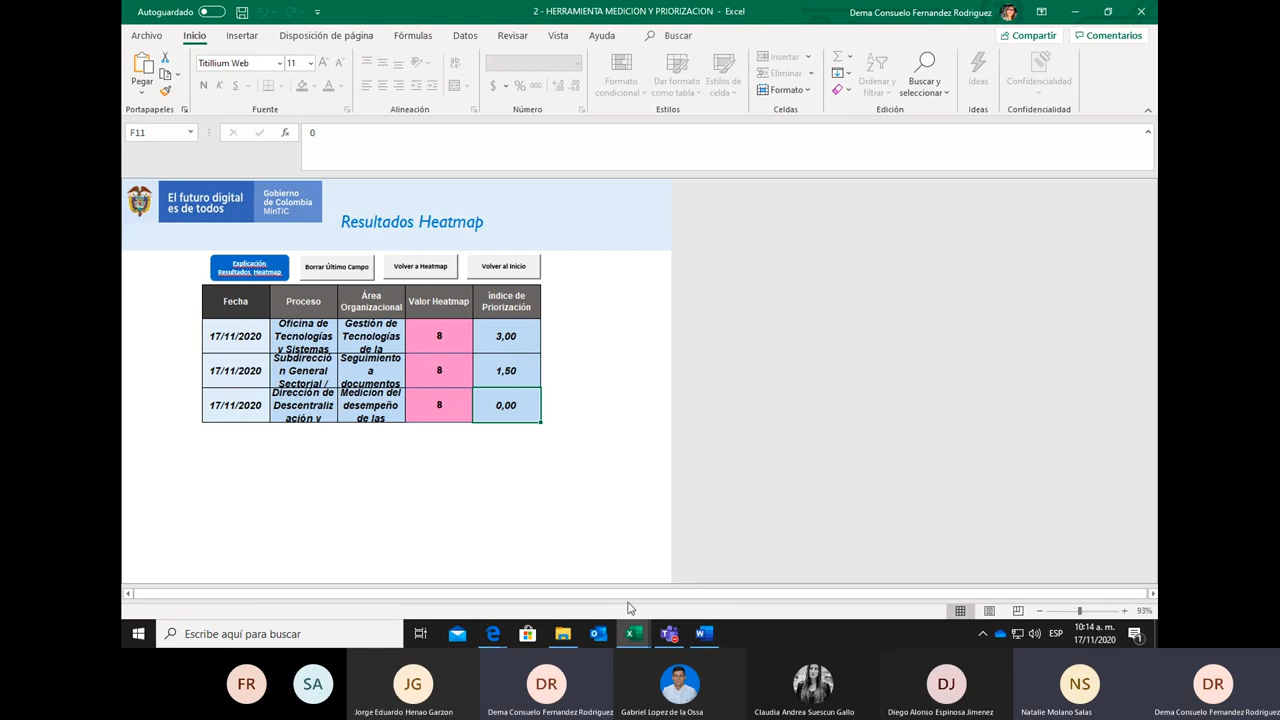 Autoguardado
2 - HERRAMIENTA MEDICION Y PRIORIZACION - Excel
Dema Consuelo Fernandez Rodriguez
Archivo Inicio Insertar Disposición de página Fórmulas Datos Revisar Vista Ayuda Buscar
Compartir Comentarios
Pegar
Titillium Web 11
N K S
$ % 000
Formato condicional
Dar formato como tabla
Estilos de celda
Insertar
Eliminar
Formato
Ordenar y filtrar
Buscar y seleccionar
Ideas
Confidencialidad
Portapapeles Fuente Alineación Número Estilos Celdas Edición Ideas Confidencialidad
F11 fx 0
El futuro digital
es de todos
Gobierno
de Colombia
MinTIC
Resultados Heatmap
Explicación
Resultados Heatmap
Borrar Último Campo
Volver a Heatmap
Volver al Inicio
Fecha Proceso Área Organizacional Valor Heatmap Índice de Priorización
17/11/2020 Oficina de Tecnologías y Sistemas Gestión de Tecnologías de la 8 3,00
17/11/2020 Subdirección General Sectorial / Seguimiento a documentos 8 1,50
17/11/2020 Dirección de Descentralización y Medicion del desempeño de las 8 0,00
93%
Escribe aquí para buscar
ESP
10:14 a. m.
17/11/2020
FR SA JG DR DJ NS DR
Jorge Eduardo Henao Garzon
Dema Consuelo Fernandez Rodriguez
Gabriel Lopez de la Ossa
Claudia Andrea Suescun Gallo
Diego Alonso Espinosa Jimenez
Natalie Molano Salas
Dema Consuelo Fernandez Rodriguez